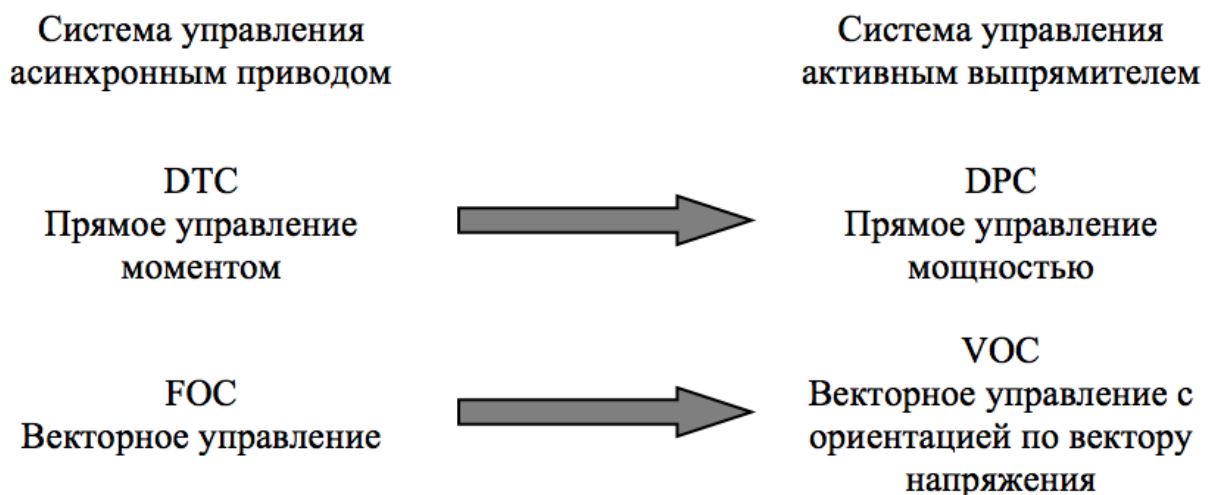 Система управления
асинхронным приводом
Система управления
активным выпрямителем
DTC
Прямое управление
моментом
DPC
Прямое управление
мощностью
FOC
Векторное управление
VOC
Векторное управление с
ориентацией по вектору
напряжения